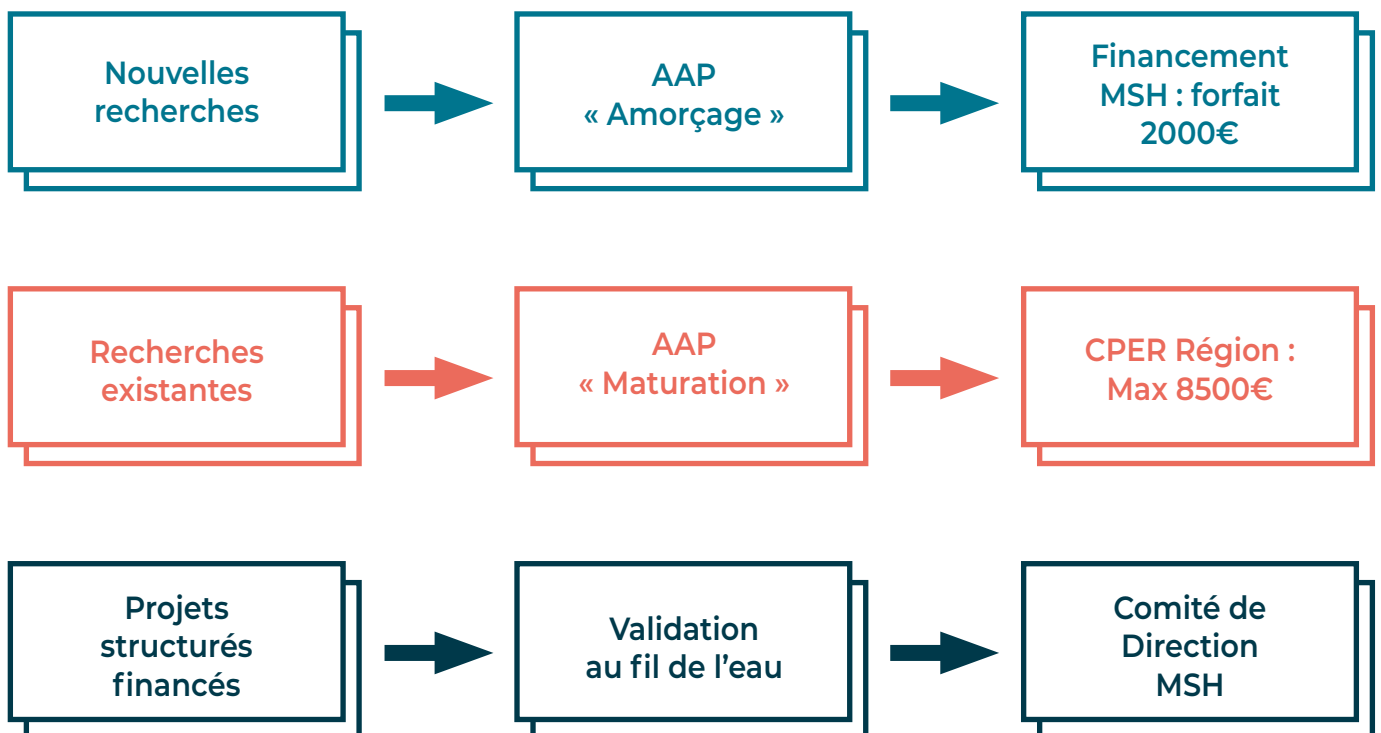 Nouvelles
recherches
AAP
« Amorçage »
Financement
MSH : forfait
2000€
Recherches
existantes
AAP
« Maturation »
CPER Région :
Max 8500€
Projets
structurés
financés
Validation
au fil de l’eau
Comité de
Direction
MSH